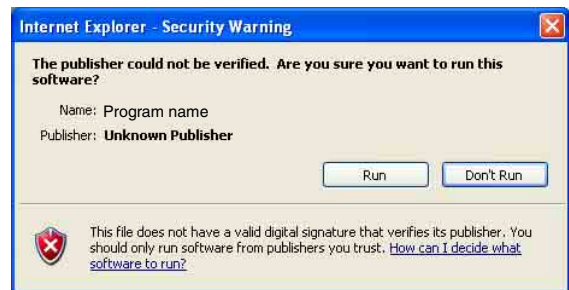 Internet Explorer - Security Warning
The publisher could not be verified. Are you sure you want to run this
software?
Name: Program name
Publisher: Unknown Publisher
Run Don't Run
This file does not have a valid digital signature that verifies its publisher. You
should only run software from publishers you trust. How can I decide what
software to run?